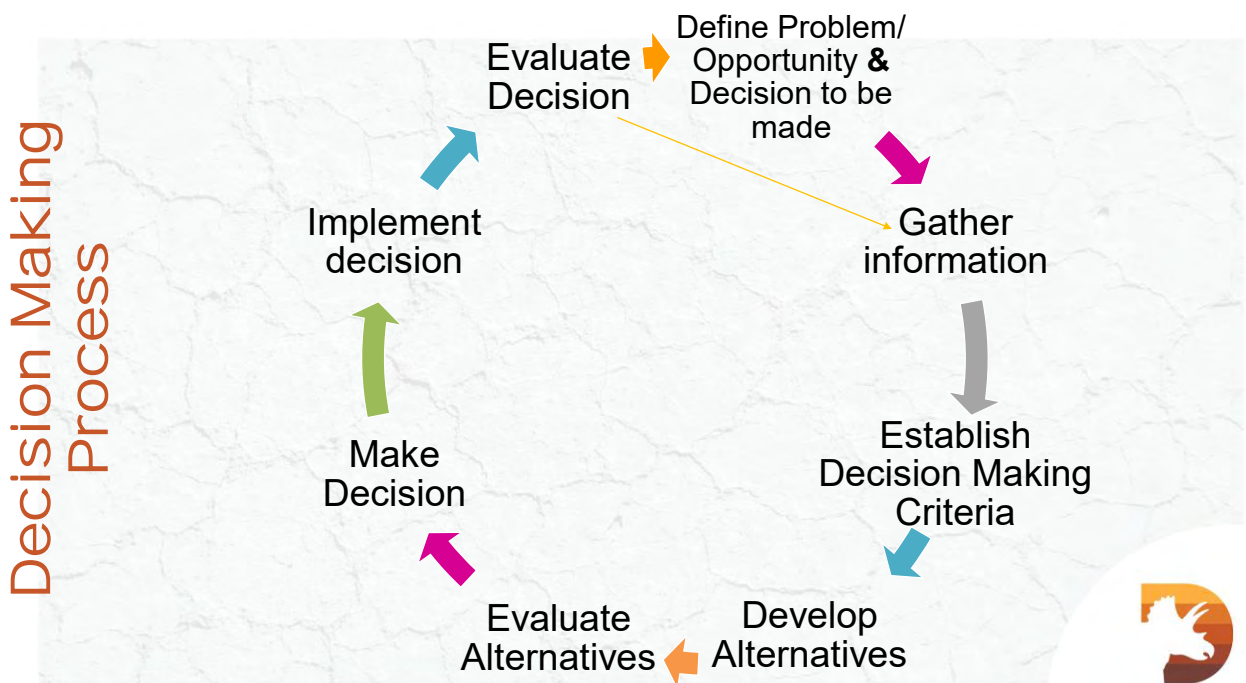 Decision Making
Process
Define Problem/
Opportunity & 
Decision to be
made
Gather
information
Establish
Decision Making
Criteria
Develop
Alternatives
Evaluate
Alternatives
Make
Decision
Implement
decision
Evaluate
Decision
D